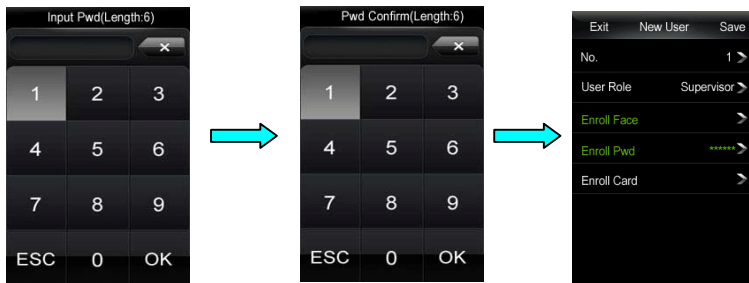 Input Pwd(Length:6)
×
1 2 3
4 5 6
7 8 9
ESC 0 OK
Pwd Confirm(Length:6)
×
1 2 3
4 5 6
7 8 9
ESC 0 OK
Exit New User Save
No. 1
User Role Supervisor
Enroll Face
Enroll Pwd ******
Enroll Card